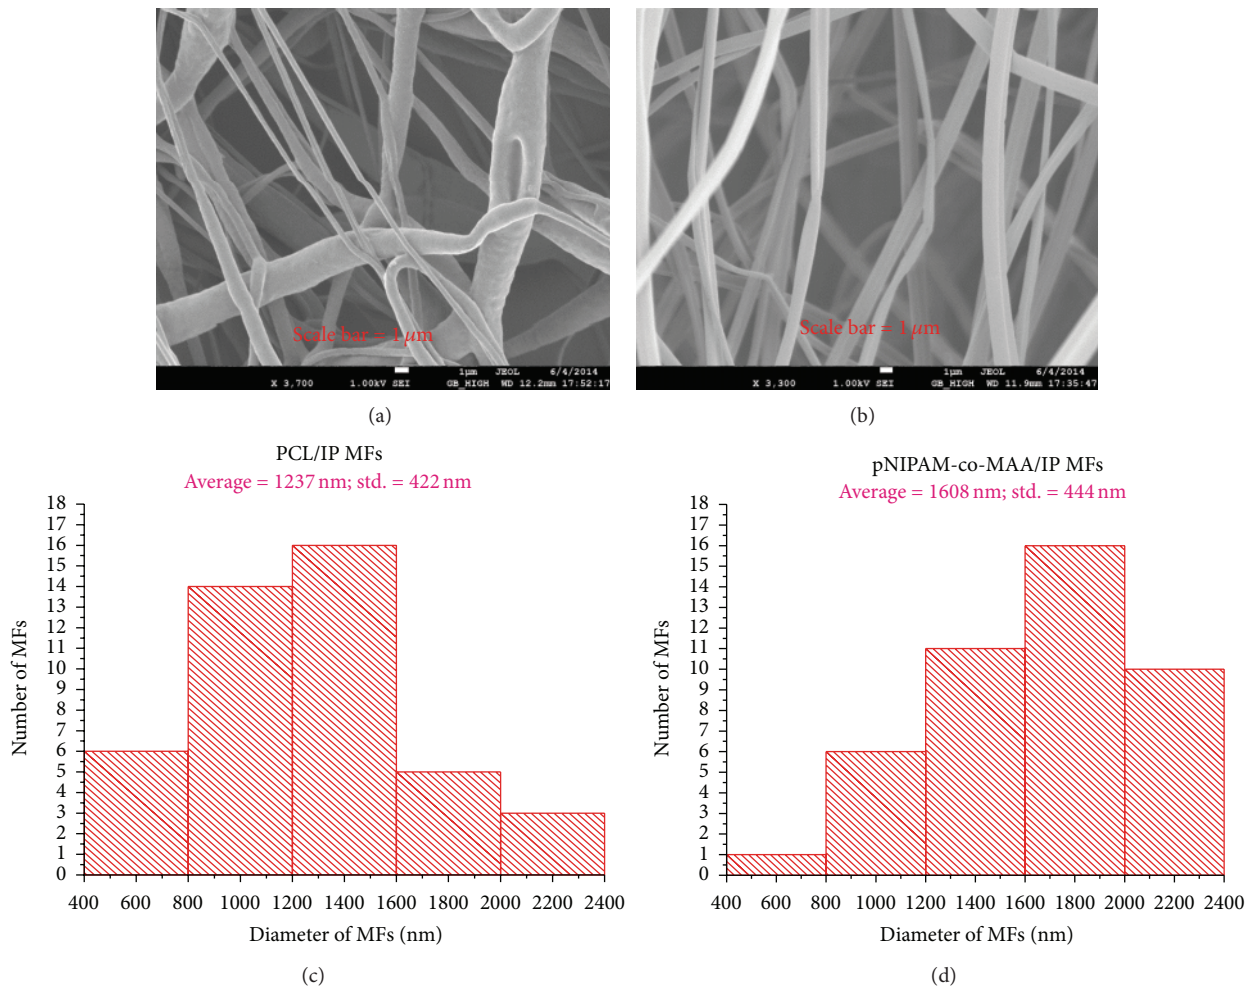 Scale bar = 1 μm
1μm JEOL 6/4/2014
X 3,700 1.00kV SEI GB_HIGH WD 12.2mm 17:52:17
(a)
Scale bar = 1 μm
1μm JEOL 6/4/2014
X 3,300 1.00kV SEI GB_HIGH WD 11.9mm 17:35:47
(b)
PCL/IP MFs
Average = 1237 nm; std. = 422 nm
18
17
16
15
14
13
12
11
10
9
8
7
6
5
4
3
2
1
0
Number of MFs
400 600 800 1000 1200 1400 1600 1800 2000 2200 2400
Diameter of MFs (nm)
(c)
pNIPAM-co-MAA/IP MFs
Average = 1608 nm; std. = 444 nm
18
17
16
15
14
13
12
11
10
9
8
7
6
5
4
3
2
1
0
Number of MFs
400 600 800 1000 1200 1400 1600 1800 2000 2200 2400
Diameter of MFs (nm)
(d)